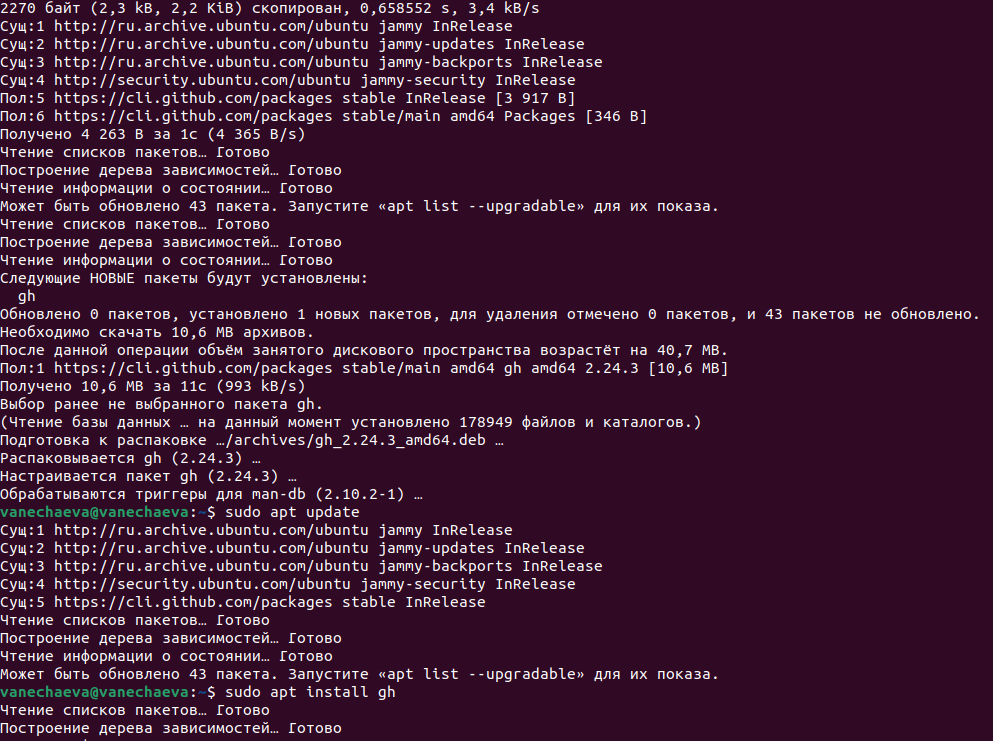 2270 байт (2,3 kB, 2,2 KiB) скопирован, 0,658552 s, 3,4 kB/s
Сущ:1 http://ru.archive.ubuntu.com/ubuntu jammy InRelease
Сущ:2 http://ru.archive.ubuntu.com/ubuntu jammy-updates InRelease
Сущ:3 http://ru.archive.ubuntu.com/ubuntu jammy-backports InRelease
Сущ:4 http://security.ubuntu.com/ubuntu jammy-security InRelease
Пол:5 https://cli.github.com/packages stable InRelease [3 917 B]
Пол:6 https://cli.github.com/packages stable/main amd64 Packages [346 B]
Получено 4 263 B за 1с (4 365 B/s)
Чтение списков пакетов… Готово
Построение дерева зависимостей… Готово
Чтение информации о состоянии… Готово
Может быть обновлено 43 пакета. Запустите «apt list --upgradable» для их показа.
Чтение списков пакетов… Готово
Построение дерева зависимостей… Готово
Чтение информации о состоянии… Готово
Следующие НОВЫЕ пакеты будут установлены:
gh
Обновлено 0 пакетов, установлено 1 новых пакетов, для удаления отмечено 0 пакетов, и 43 пакетов не обновлено.
Необходимо скачать 10,6 MB архивов.
После данной операции объём занятого дискового пространства возрастёт на 40,7 MB.
Пол:1 https://cli.github.com/packages stable/main amd64 gh amd64 2.24.3 [10,6 MB]
Получено 10,6 MB за 11с (993 kB/s)
Выбор ранее не выбранного пакета gh.
(Чтение базы данных … на данный момент установлено 178949 файлов и каталогов.)
Подготовка к распаковке …/archives/gh_2.24.3_amd64.deb …
Распаковывается gh (2.24.3) …
Настраивается пакет gh (2.24.3) …
Обрабатываются триггеры для man-db (2.10.2-1) …
vanechaeva@vanechaeva:~$ sudo apt update
Сущ:1 http://ru.archive.ubuntu.com/ubuntu jammy InRelease
Сущ:2 http://ru.archive.ubuntu.com/ubuntu jammy-updates InRelease
Сущ:3 http://ru.archive.ubuntu.com/ubuntu jammy-backports InRelease
Сущ:4 http://security.ubuntu.com/ubuntu jammy-security InRelease
Сущ:5 https://cli.github.com/packages stable InRelease
Чтение списков пакетов… Готово
Построение дерева зависимостей… Готово
Чтение информации о состоянии… Готово
Может быть обновлено 43 пакета. Запустите «apt list --upgradable» для их показа.
vanechaeva@vanechaeva:~$ sudo apt install gh
Чтение списков пакетов… Готово
Построение дерева зависимостей… Готово